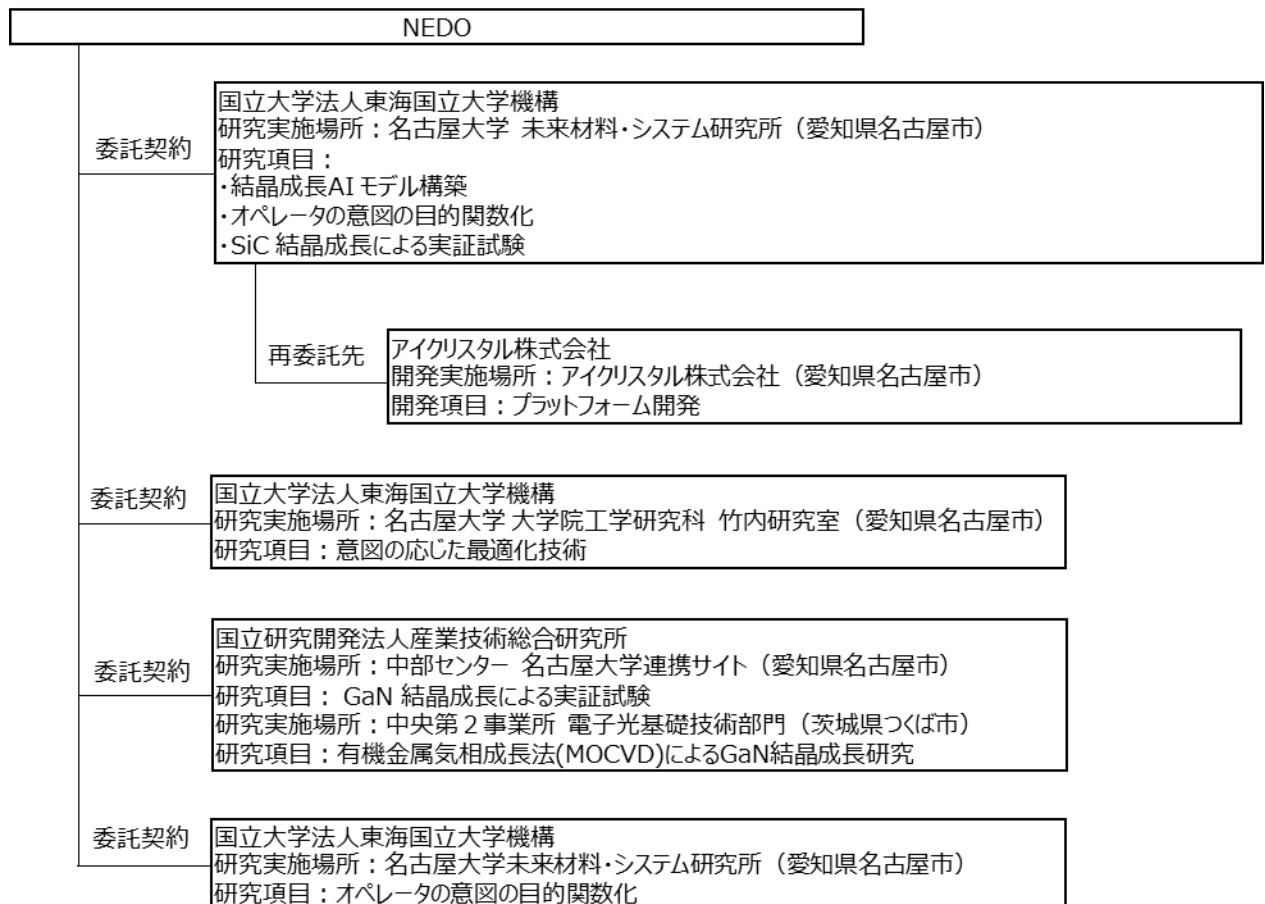 NEDO
委託契約
国立大学法人東海国立大学機構
研究実施場所：名古屋大学 未来材料・システム研究所（愛知県名古屋市）
研究項目：
・結晶成長AI モデル構築
・オペレータの意図の目的関数化
・SiC 結晶成長による実証試験
再委託先
アイクリスタル株式会社
開発実施場所：アイクリスタル株式会社（愛知県名古屋市）
開発項目：プラットフォーム開発
委託契約
国立大学法人東海国立大学機構
研究実施場所：名古屋大学 大学院工学研究科 竹内研究室（愛知県名古屋市）
研究項目：意図の応じた最適化技術
委託契約
国立研究開発法人産業技術総合研究所
研究実施場所：中部センター 名古屋大学連携サイト（愛知県名古屋市）
研究項目： GaN 結晶成長による実証試験
研究実施場所：中央第２事業所 電子光基礎技術部門（茨城県つくば市）
研究項目：有機金属気相成長法(MOCVD)によるGaN結晶成長研究
委託契約
国立大学法人東海国立大学機構
研究実施場所：名古屋大学未来材料・システム研究所（愛知県名古屋市）
研究項目：オペレータの意図の目的関数化